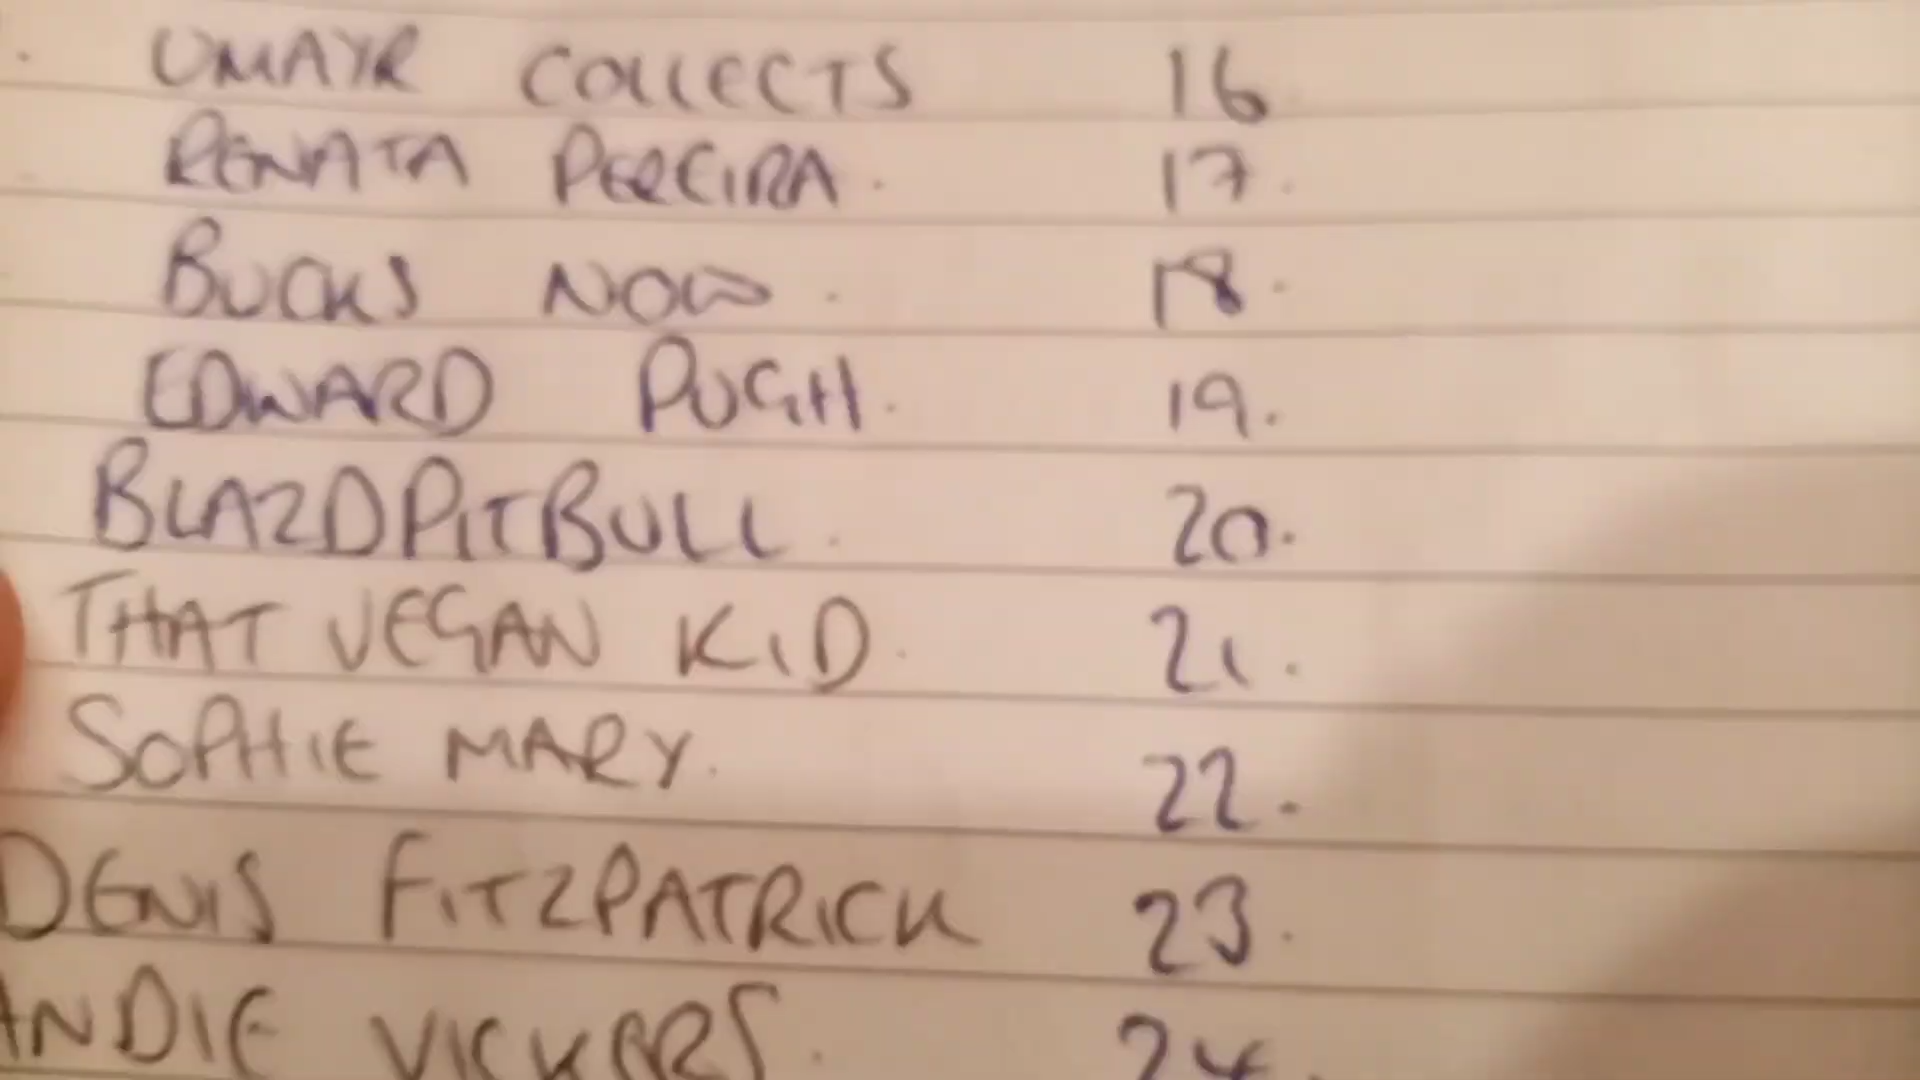 UMAYR COLLECTS 16
RENATA PEREIRA. 17.
BUCKS NOW. 18.
EDWARD PUGH. 19.
BLAZDPITBULL. 20.
THAT VEGAN KID. 21.
SOPHIE MARY. 22.
DENIS FITZPATRICK 23.
ANDIE VICKERS. 24.